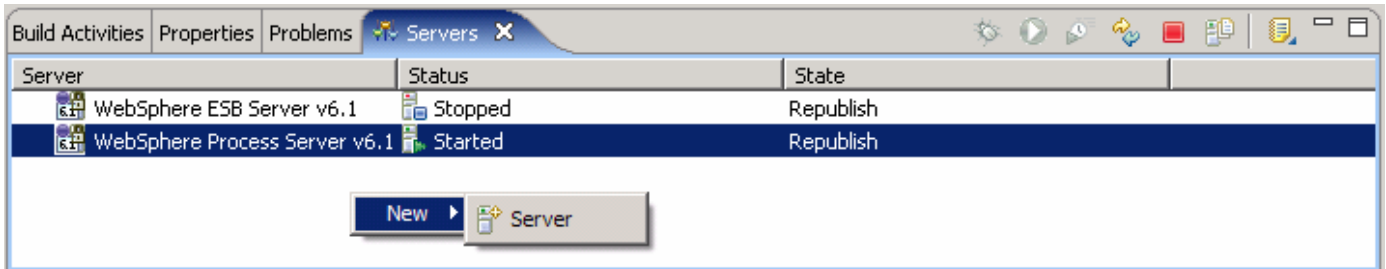 Build Activities Properties Problems Servers
Server Status State
WebSphere ESB Server v6.1 Stopped Republish
WebSphere Process Server v6.1 Started Republish
New Server